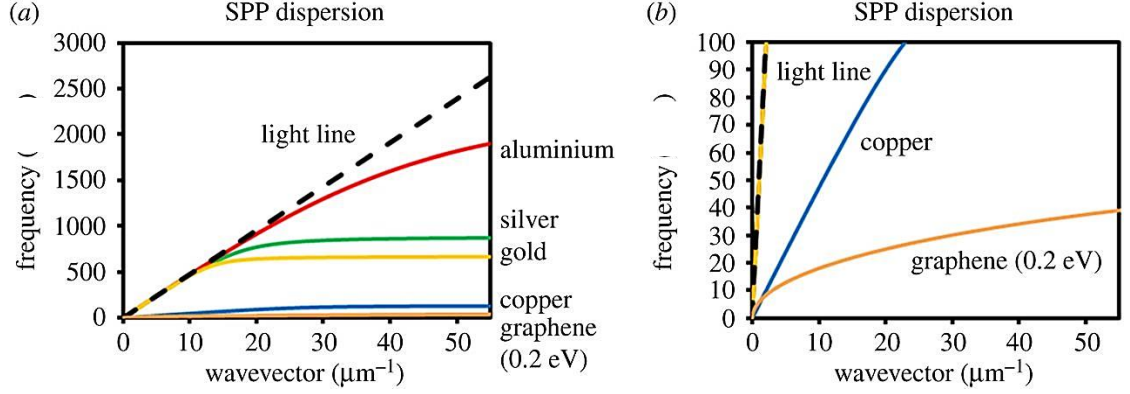 (a) SPP dispersion
3000
2500
2000
1500
1000
500
0
frequency ( )
light line
aluminium
silver
gold
copper
graphene
(0.2 eV)
0 10 20 30 40 50
wavevector (μm⁻¹)
(b) SPP dispersion
100
90
80
70
60
50
40
30
20
10
0
frequency ( )
light line
copper
graphene (0.2 eV)
0 10 20 30 40 50
wavevector (μm⁻¹)